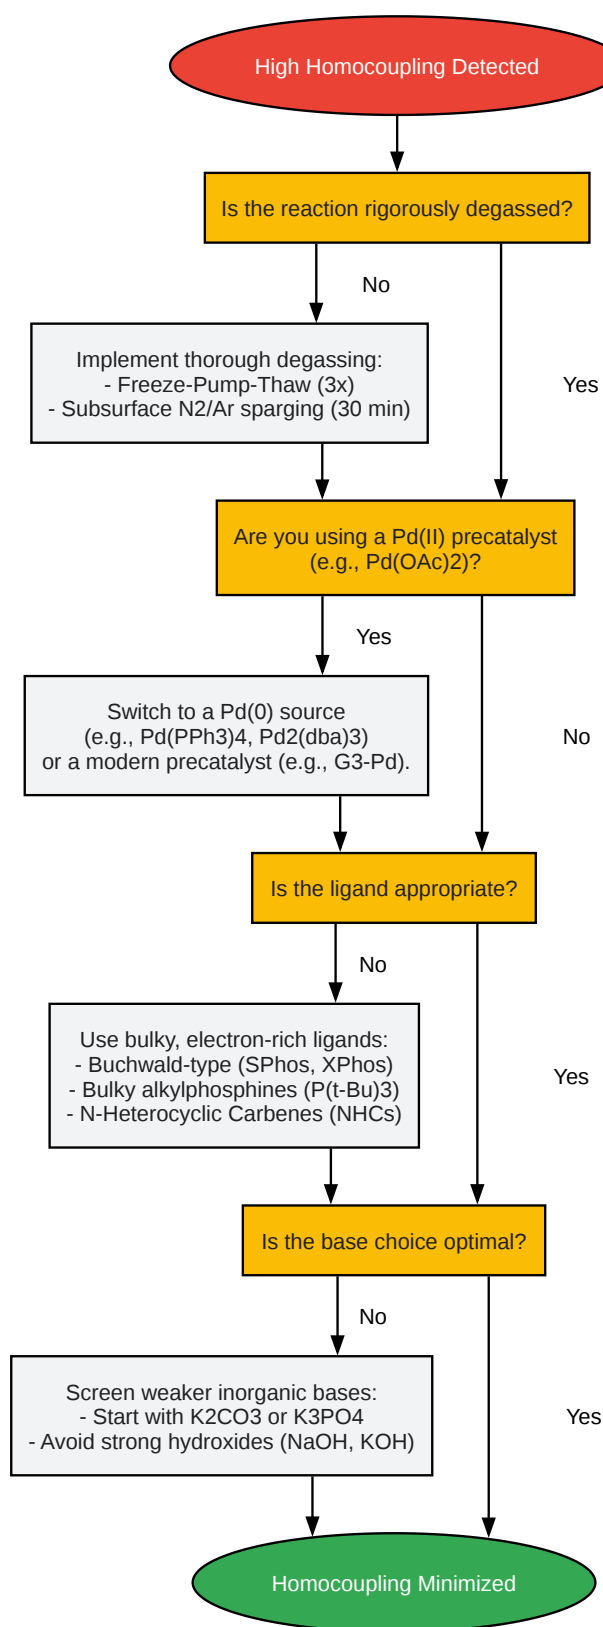 High Homocoupling Detected
Is the reaction rigorously degassed?
No
Implement thorough degassing:
- Freeze-Pump-Thaw (3x)
- Subsurface N2/Ar sparging (30 min)
Yes
Are you using a Pd(II) precatalyst
(e.g., Pd(OAc)2)?
Yes
Switch to a Pd(0) source
(e.g., Pd(PPh3)4, Pd2(dba)3)
or a modern precatalyst (e.g., G3-Pd).
No
Is the ligand appropriate?
No
Use bulky, electron-rich ligands:
- Buchwald-type (SPhos, XPhos)
- Bulky alkylphosphines (P(t-Bu)3)
- N-Heterocyclic Carbenes (NHCs)
Yes
Is the base choice optimal?
No
Screen weaker inorganic bases:
- Start with K2CO3 or K3PO4
- Avoid strong hydroxides (NaOH, KOH)
Yes
Homocoupling Minimized